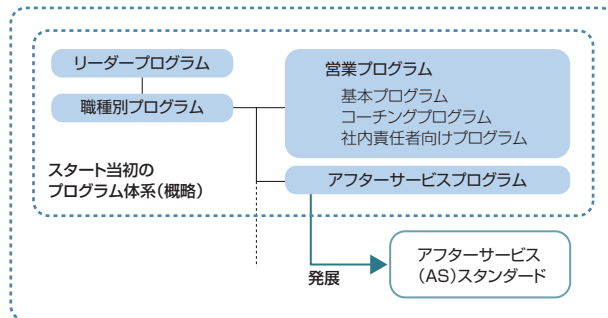 リーダープログラム
職種別プログラム
営業プログラム
基本プログラム
コーチングプログラム
社内責任者向けプログラム
スタート当初の
プログラム体系(概略)
アフターサービスプログラム
発展
アフターサービス
(AS)スタンダード